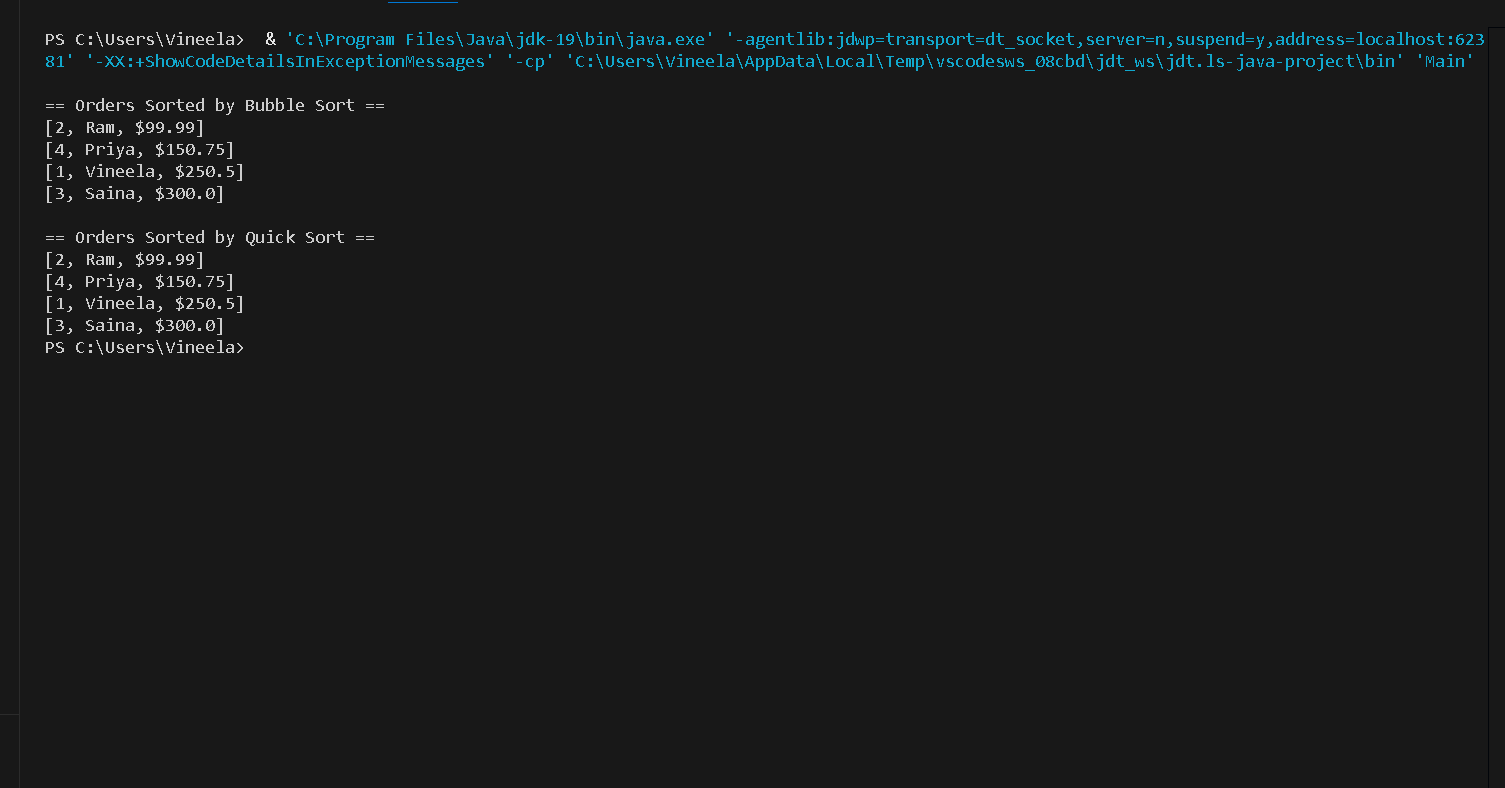 PS C:\Users\Vineela>  & 'C:\Program Files\Java\jdk-19\bin\java.exe' '-agentlib:jdwp=transport=dt_socket,server=n,suspend=y,address=localhost:623
81' '-XX:+ShowCodeDetailsInExceptionMessages' '-cp' 'C:\Users\Vineela\AppData\Local\Temp\vscodesws_08cbd\jdt_ws\jdt.ls-java-project\bin' 'Main'
== Orders Sorted by Bubble Sort ==
[2, Ram, $99.99]
[4, Priya, $150.75]
[1, Vineela, $250.5]
[3, Saina, $300.0]
== Orders Sorted by Quick Sort ==
[2, Ram, $99.99]
[4, Priya, $150.75]
[1, Vineela, $250.5]
[3, Saina, $300.0]
PS C:\Users\Vineela>